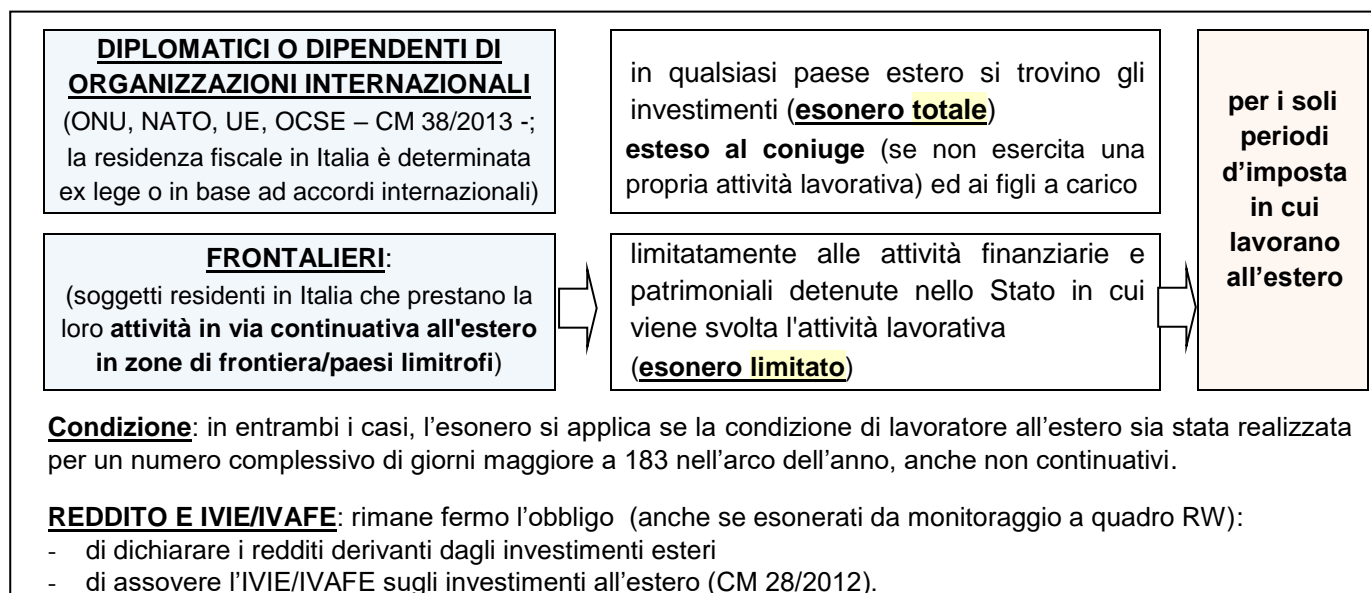 DIPLOMATICI O DIPENDENTI DI
ORGANIZZAZIONI INTERNAZIONALI
(ONU, NATO, UE, OCSE – CM 38/2013 -;
la residenza fiscale in Italia è determinata
ex lege o in base ad accordi internazionali)
in qualsiasi paese estero si trovino gli
investimenti (esonero totale)
esteso al coniuge (se non esercita una
propria attività lavorativa) ed ai figli a carico
per i soli
periodi
d’imposta
in cui
lavorano
all’estero
FRONTALIERI:
(soggetti residenti in Italia che prestano la
loro attività in via continuativa all'estero
in zone di frontiera/paesi limitrofi)
limitatamente alle attività finanziarie e
patrimoniali detenute nello Stato in cui
viene svolta l'attività lavorativa
(esonero limitato)
Condizione: in entrambi i casi, l’esonero si applica se la condizione di lavoratore all’estero sia stata realizzata
per un numero complessivo di giorni maggiore a 183 nell’arco dell’anno, anche non continuativi.
REDDITO E IVIE/IVAFE: rimane fermo l’obbligo (anche se esonerati da monitoraggio a quadro RW):
- di dichiarare i redditi derivanti dagli investimenti esteri
- di assovere l’IVIE/IVAFE sugli investimenti all’estero (CM 28/2012).